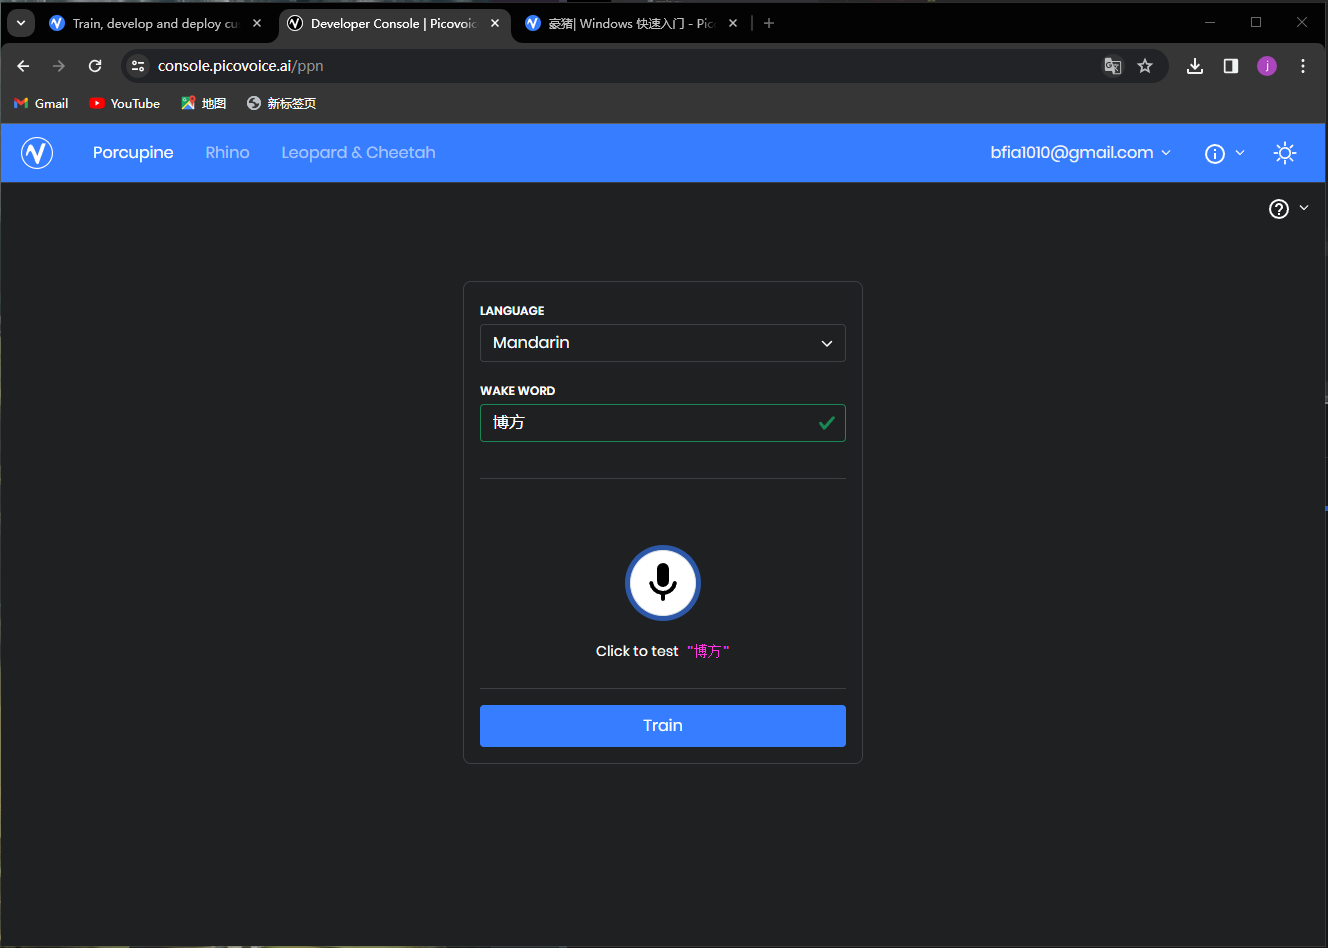 Train, develop and deploy cu
Developer Console | Picovoic
豪猪| Windows 快速入门 - Pic
console.picovoice.ai/ppn
j
Gmail
YouTube
地图
新标签页
Porcupine
Rhino
Leopard & Cheetah
bfia1010@gmail.com
LANGUAGE
Mandarin
WAKE WORD
博方
Click to test "博方"
Train